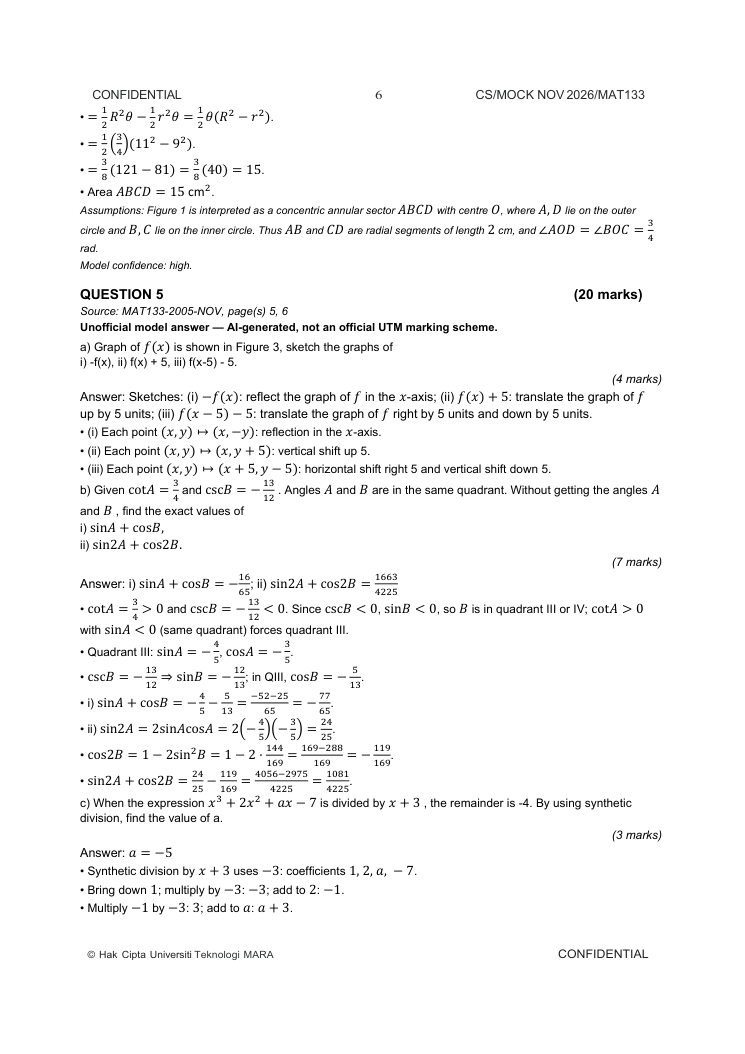 CONFIDENTIAL 6 CS/MOCK NOV 2026/MAT133
• = 1/2 R²θ − 1/2 r²θ = 1/2 θ(R² − r²).
• = 1/2 (3/4)(11² − 9²).
• = 3/8 (121 − 81) = 3/8 (40) = 15.
• Area ABCD = 15 cm².
Assumptions: Figure 1 is interpreted as a concentric annular sector ABCD with centre O, where A, D lie on the outer
circle and B, C lie on the inner circle. Thus AB and CD are radial segments of length 2 cm, and ∠AOD = ∠BOC = 3/4
rad.
Model confidence: high.
QUESTION 5 (20 marks)
Source: MAT133-2005-NOV, page(s) 5, 6
Unofficial model answer — AI-generated, not an official UTM marking scheme.
a) Graph of f(x) is shown in Figure 3, sketch the graphs of
i) -f(x), ii) f(x) + 5, iii) f(x-5) - 5.
(4 marks)
Answer: Sketches: (i) −f(x): reflect the graph of f in the x-axis; (ii) f(x) + 5: translate the graph of f
up by 5 units; (iii) f(x − 5) − 5: translate the graph of f right by 5 units and down by 5 units.
• (i) Each point (x, y) ↦ (x, −y): reflection in the x-axis.
• (ii) Each point (x, y) ↦ (x, y + 5): vertical shift up 5.
• (iii) Each point (x, y) ↦ (x + 5, y − 5): horizontal shift right 5 and vertical shift down 5.
b) Given cotA = 3/4 and cscB = −13/12 . Angles A and B are in the same quadrant. Without getting the angles A
and B , find the exact values of
i) sinA + cosB,
ii) sin2A + cos2B.
(7 marks)
Answer: i) sinA + cosB = −16/65; ii) sin2A + cos2B = 1663/4225
• cotA = 3/4 > 0 and cscB = −13/12 < 0. Since cscB < 0, sinB < 0, so B is in quadrant III or IV; cotA > 0
with sinA < 0 (same quadrant) forces quadrant III.
• Quadrant III: sinA = −4/5, cosA = −3/5.
• cscB = −13/12 ⇒ sinB = −12/13; in QIII, cosB = −5/13.
• i) sinA + cosB = −4/5 − 5/13 = (−52−25)/65 = −77/65.
• ii) sin2A = 2sinAcosA = 2(−4/5)(−3/5) = 24/25.
• cos2B = 1 − 2sin²B = 1 − 2 · 144/169 = (169−288)/169 = −119/169.
• sin2A + cos2B = 24/25 − 119/169 = (4056−2975)/4225 = 1081/4225.
c) When the expression x³ + 2x² + ax − 7 is divided by x + 3 , the remainder is -4. By using synthetic
division, find the value of a.
(3 marks)
Answer: a = −5
• Synthetic division by x + 3 uses −3: coefficients 1, 2, a, −7.
• Bring down 1; multiply by −3: −3; add to 2: −1.
• Multiply −1 by −3: 3; add to a: a + 3.
© Hak Cipta Universiti Teknologi MARA CONFIDENTIAL